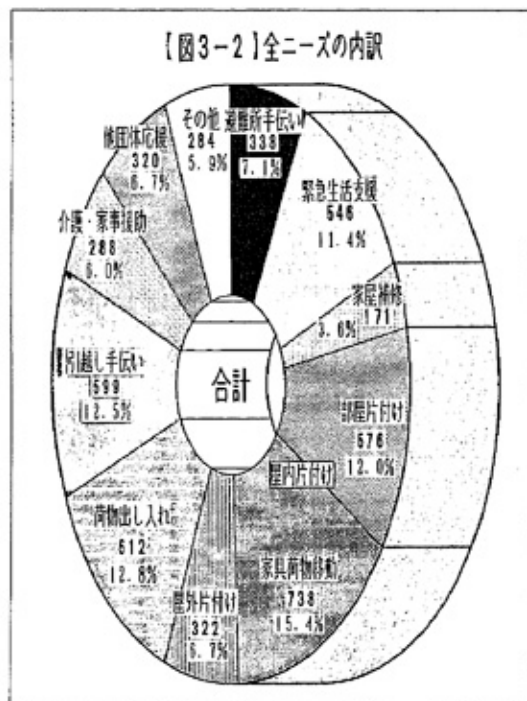 【図3-2】全ニーズの内訳
避難所手伝い
338
7.1%
緊急生活支援
546
11.4%
家屋補修
171
3.6%
部屋片付け
576
12.0%
屋内片付け
家具荷物移動
738
15.4%
屋外片付け
322
6.7%
荷物出し入れ
612
12.8%
引越し手伝い
599
12.5%
介護・家事援助
288
6.0%
他団体応援
320
6.7%
その他
284
5.9%
合計